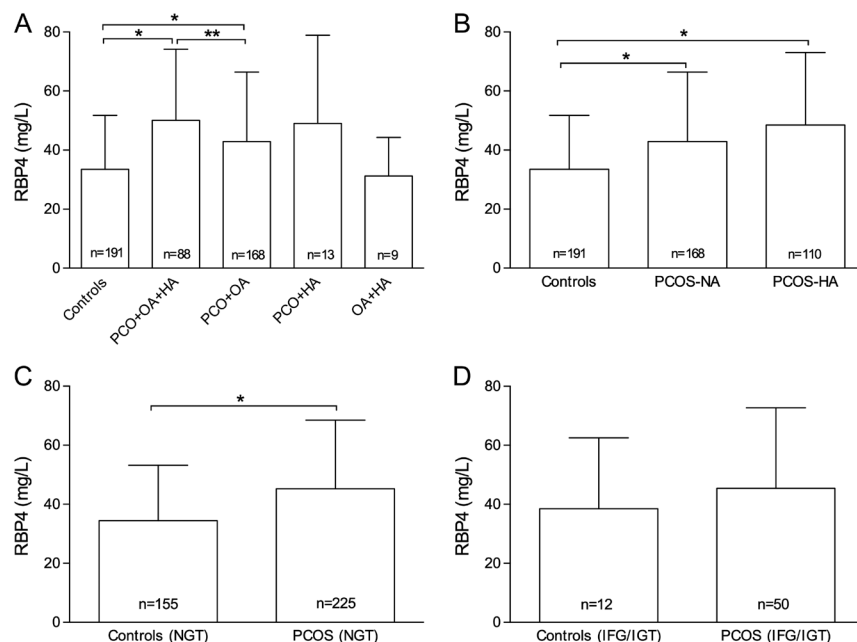 A
*
*
**
RBP4 (mg/L)
80
60
40
20
0
n=191
n=88
n=168
n=13
n=9
Controls
PCO+OA+HA
PCO+OA
PCO+HA
OA+HA
B
*
*
RBP4 (mg/L)
80
60
40
20
0
n=191
n=168
n=110
Controls
PCOS-NA
PCOS-HA
C
*
RBP4 (mg/L)
80
60
40
20
0
n=155
n=225
Controls (NGT)
PCOS (NGT)
D
RBP4 (mg/L)
80
60
40
20
0
n=12
n=50
Controls (IFG/IGT)
PCOS (IFG/IGT)